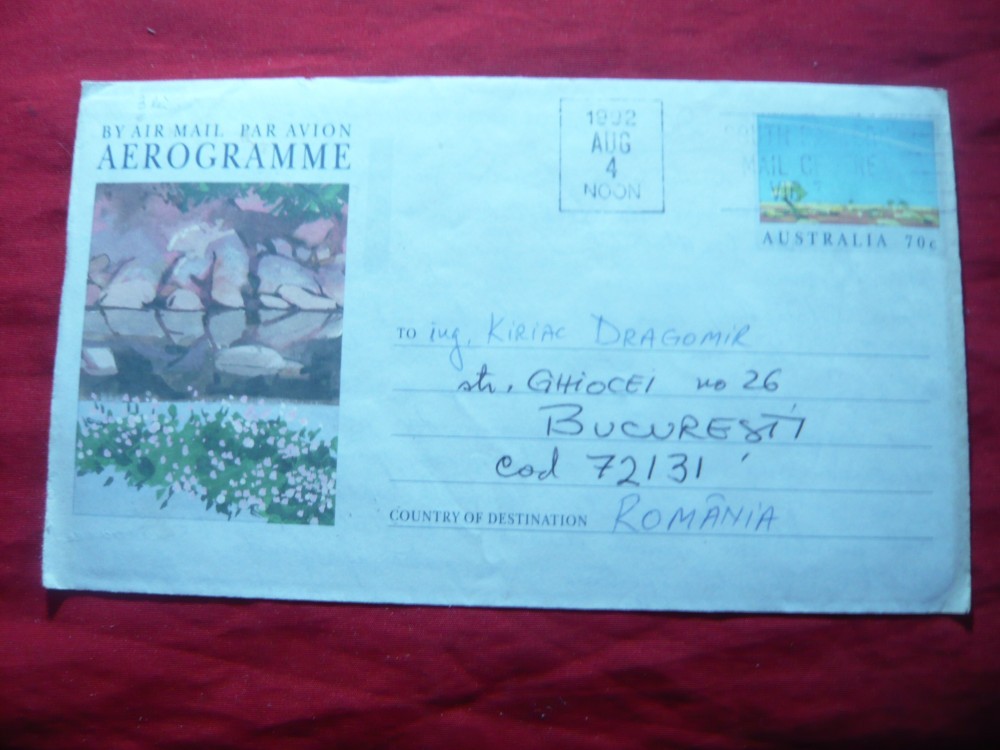 BY AIR MAIL PAR AVION
AEROGRAMME
1992
AUG
4
NOON
MAIL
AUSTRALIA 70c
TO ing. KIRIAC DRAGOMIR
str. GHIOCEI no 26
BUCUREȘTI
Cod 72131
COUNTRY OF DESTINATION ROMÂNIA